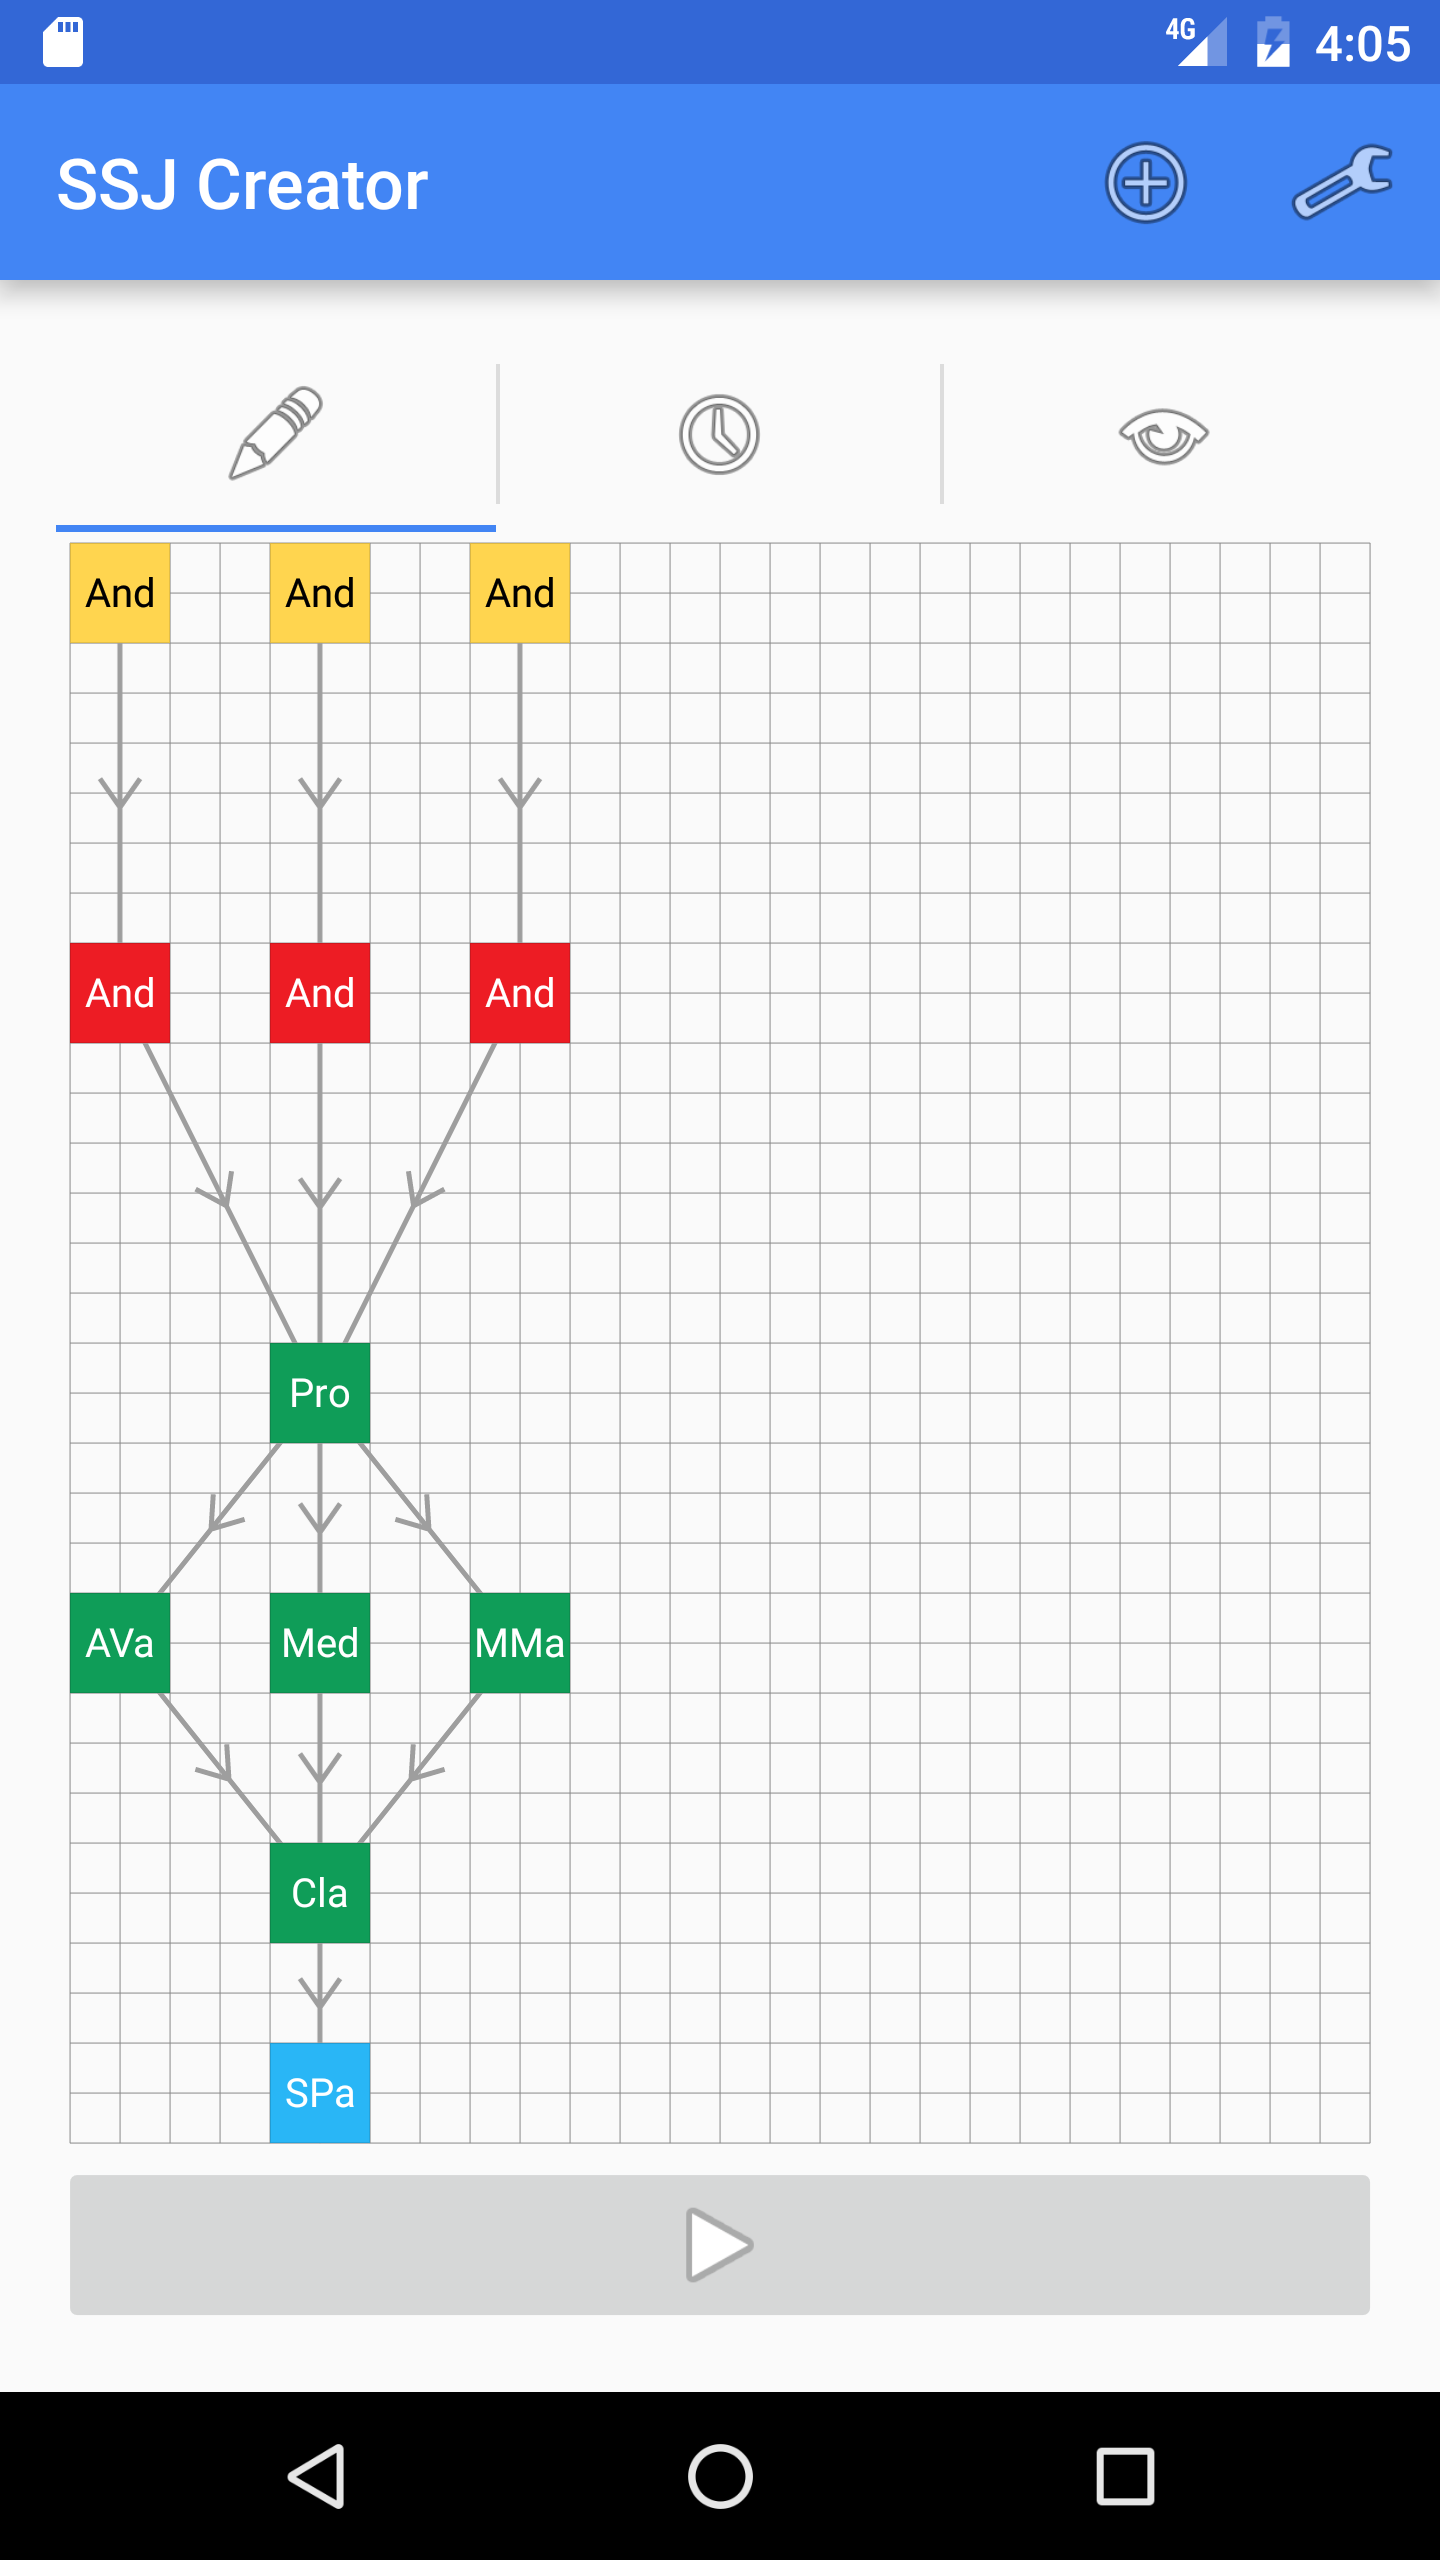 4G 4:05
SSJ Creator
And And And
And And And
Pro
AVa Med MMa
Cla
SPa